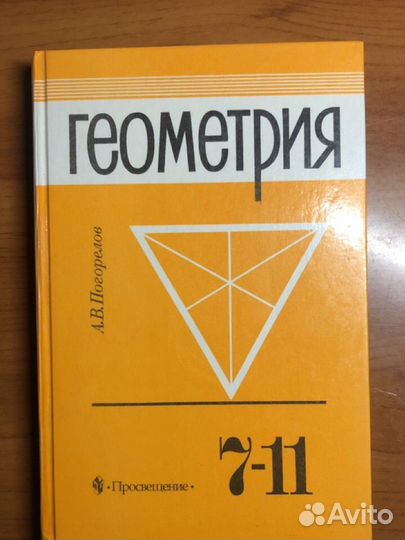 геометрия
А.В.Погорелов
7-11
• Просвещение •
Avito